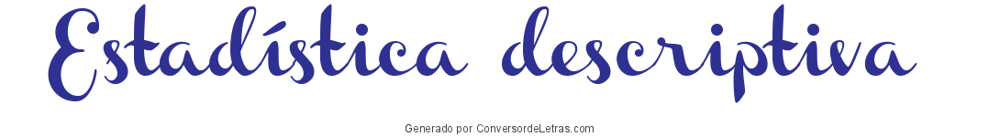 Estadística descriptiva
Generado por ConversordeLetras.com